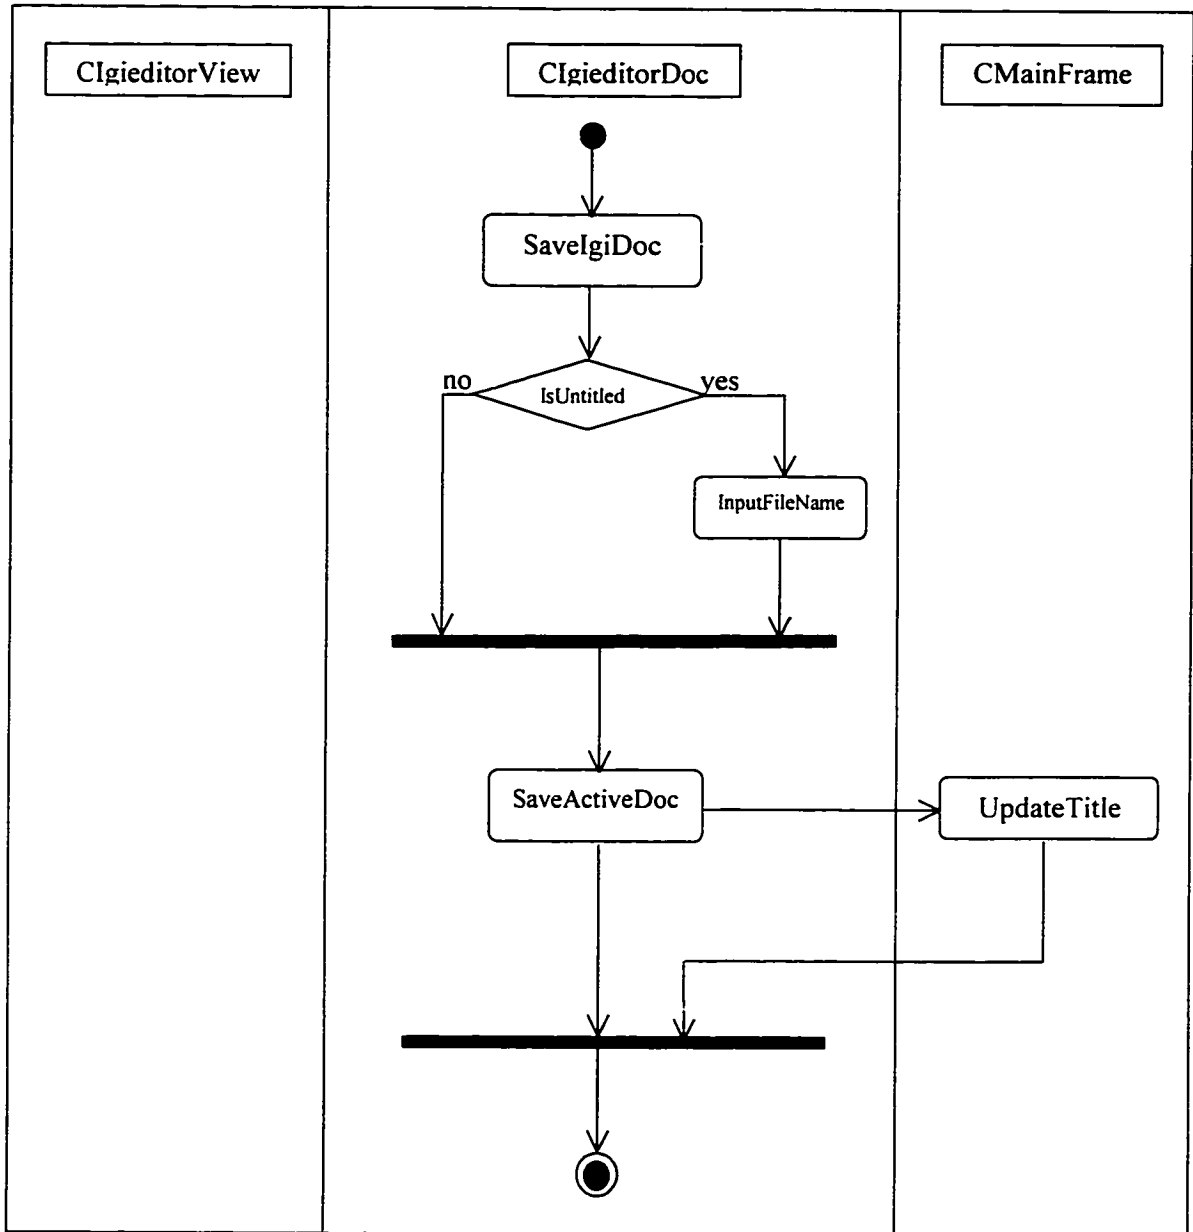 CIgieditorView
CIgieditorDoc
CMainFrame
SaveIgiDoc
no
IsUntitled
yes
InputFileName
SaveActiveDoc
UpdateTitle